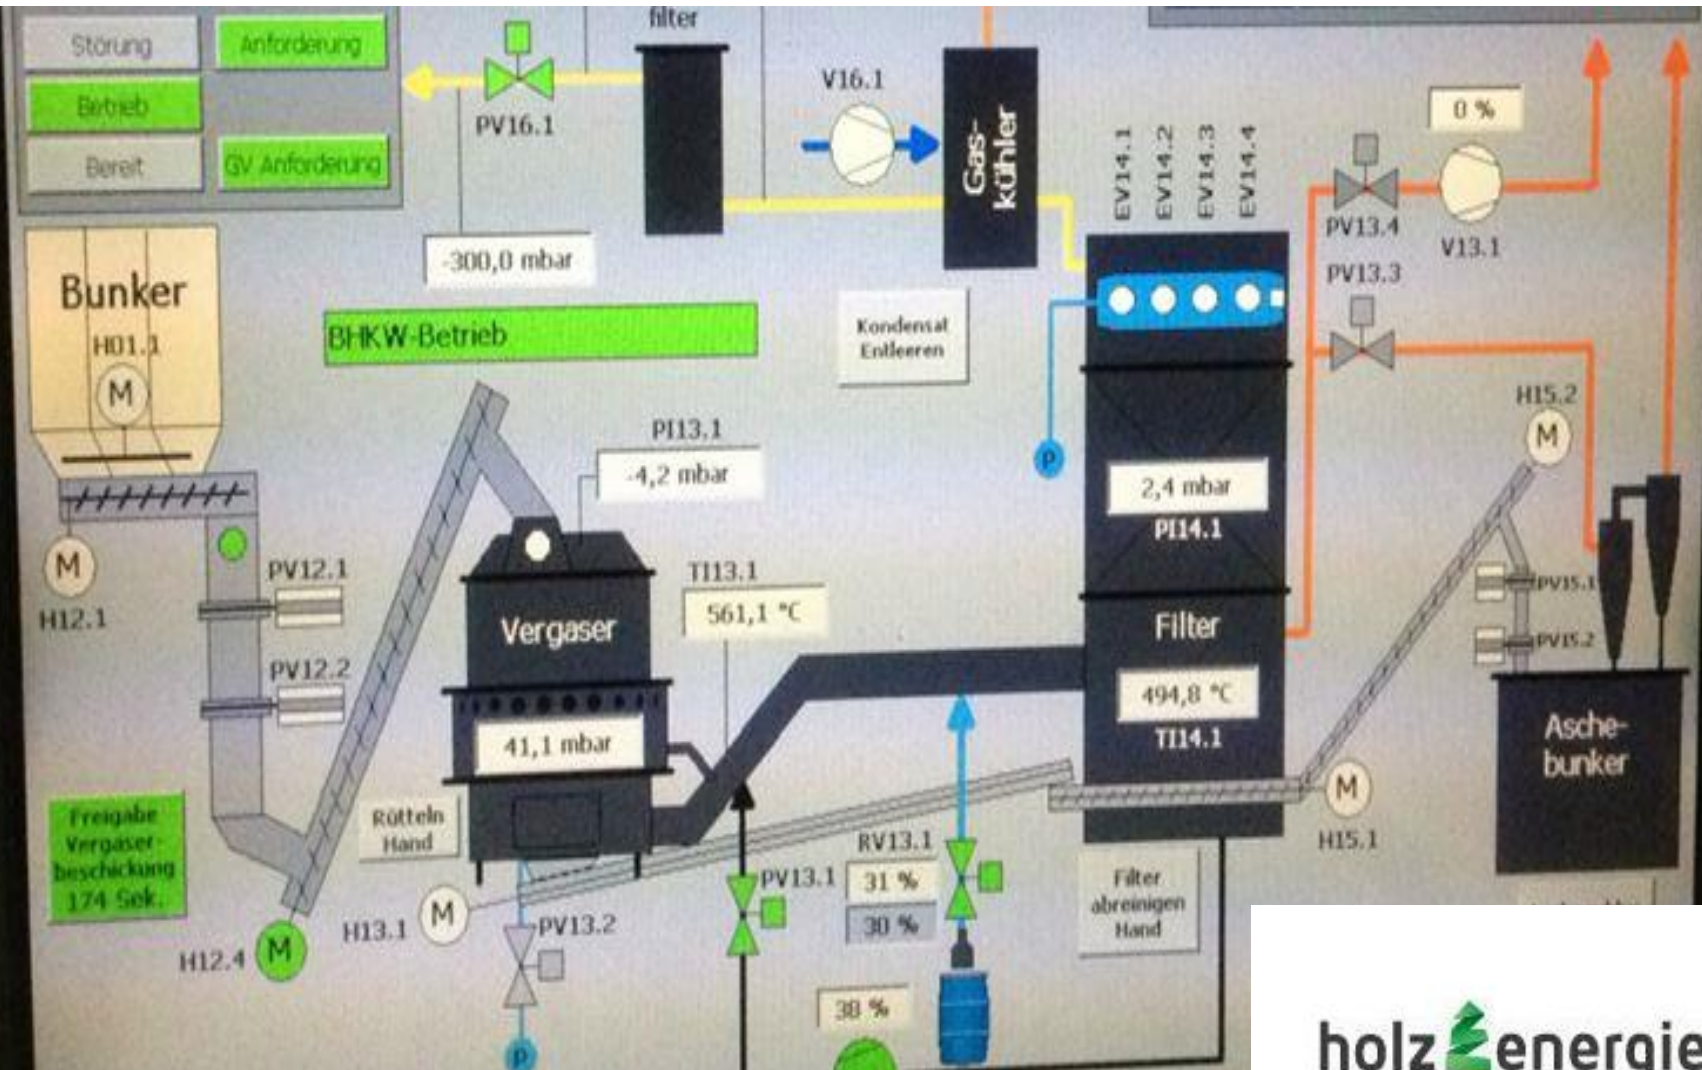 Störung
Anforderung
Betrieb
Bereit
GV Anforderung
PV16.1
filter
V16.1
Gas-
kühler
EV14.1
EV14.2
EV14.3
EV14.4
0 %
PV13.4
V13.1
PV13.3
-300,0 mbar
Bunker
H01.1
M
BHKW-Betrieb
Kondensat
Entleeren
PI13.1
-4,2 mbar
P
2,4 mbar
PI14.1
H15.2
M
M
H12.1
PV12.1
PV12.2
TI13.1
561,1 °C
Vergaser
41,1 mbar
Filter
494,8 °C
TI14.1
PV15.1
PV15.2
Asche-
bunker
Freigabe
Vergaser-
beschickung
174 Sek.
Rütteln
Hand
M
H15.1
H12.4
M
H13.1
M
PV13.2
PV13.1
RV13.1
31 %
30 %
Filter
abreinigen
Hand
38 %
P
holz energie